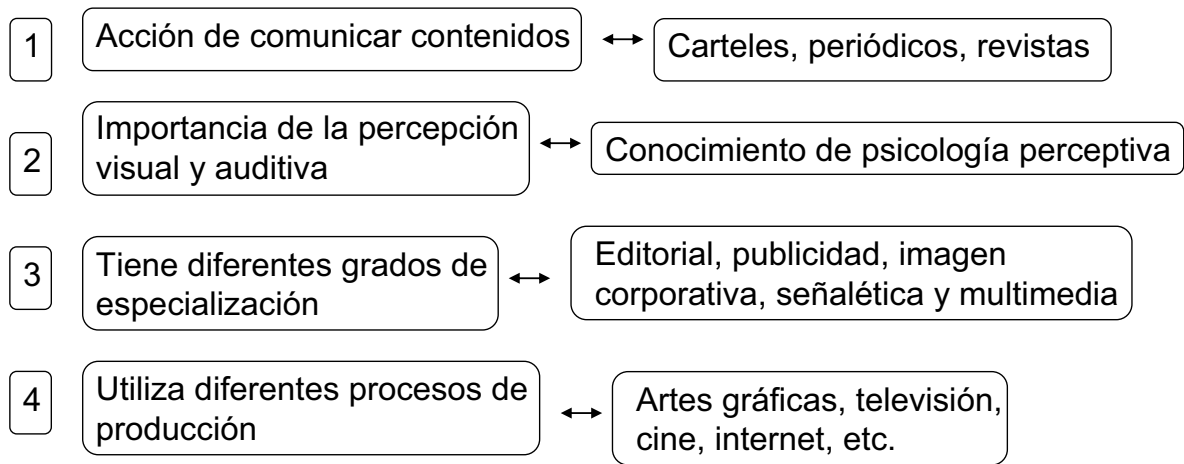 1
Acción de comunicar contenidos
Carteles, periódicos, revistas
2
Importancia de la percepción
visual y auditiva
Conocimiento de psicología perceptiva
3
Tiene diferentes grados de
especialización
Editorial, publicidad, imagen
corporativa, señalética y multimedia
4
Utiliza diferentes procesos de
producción
Artes gráficas, televisión,
cine, internet, etc.